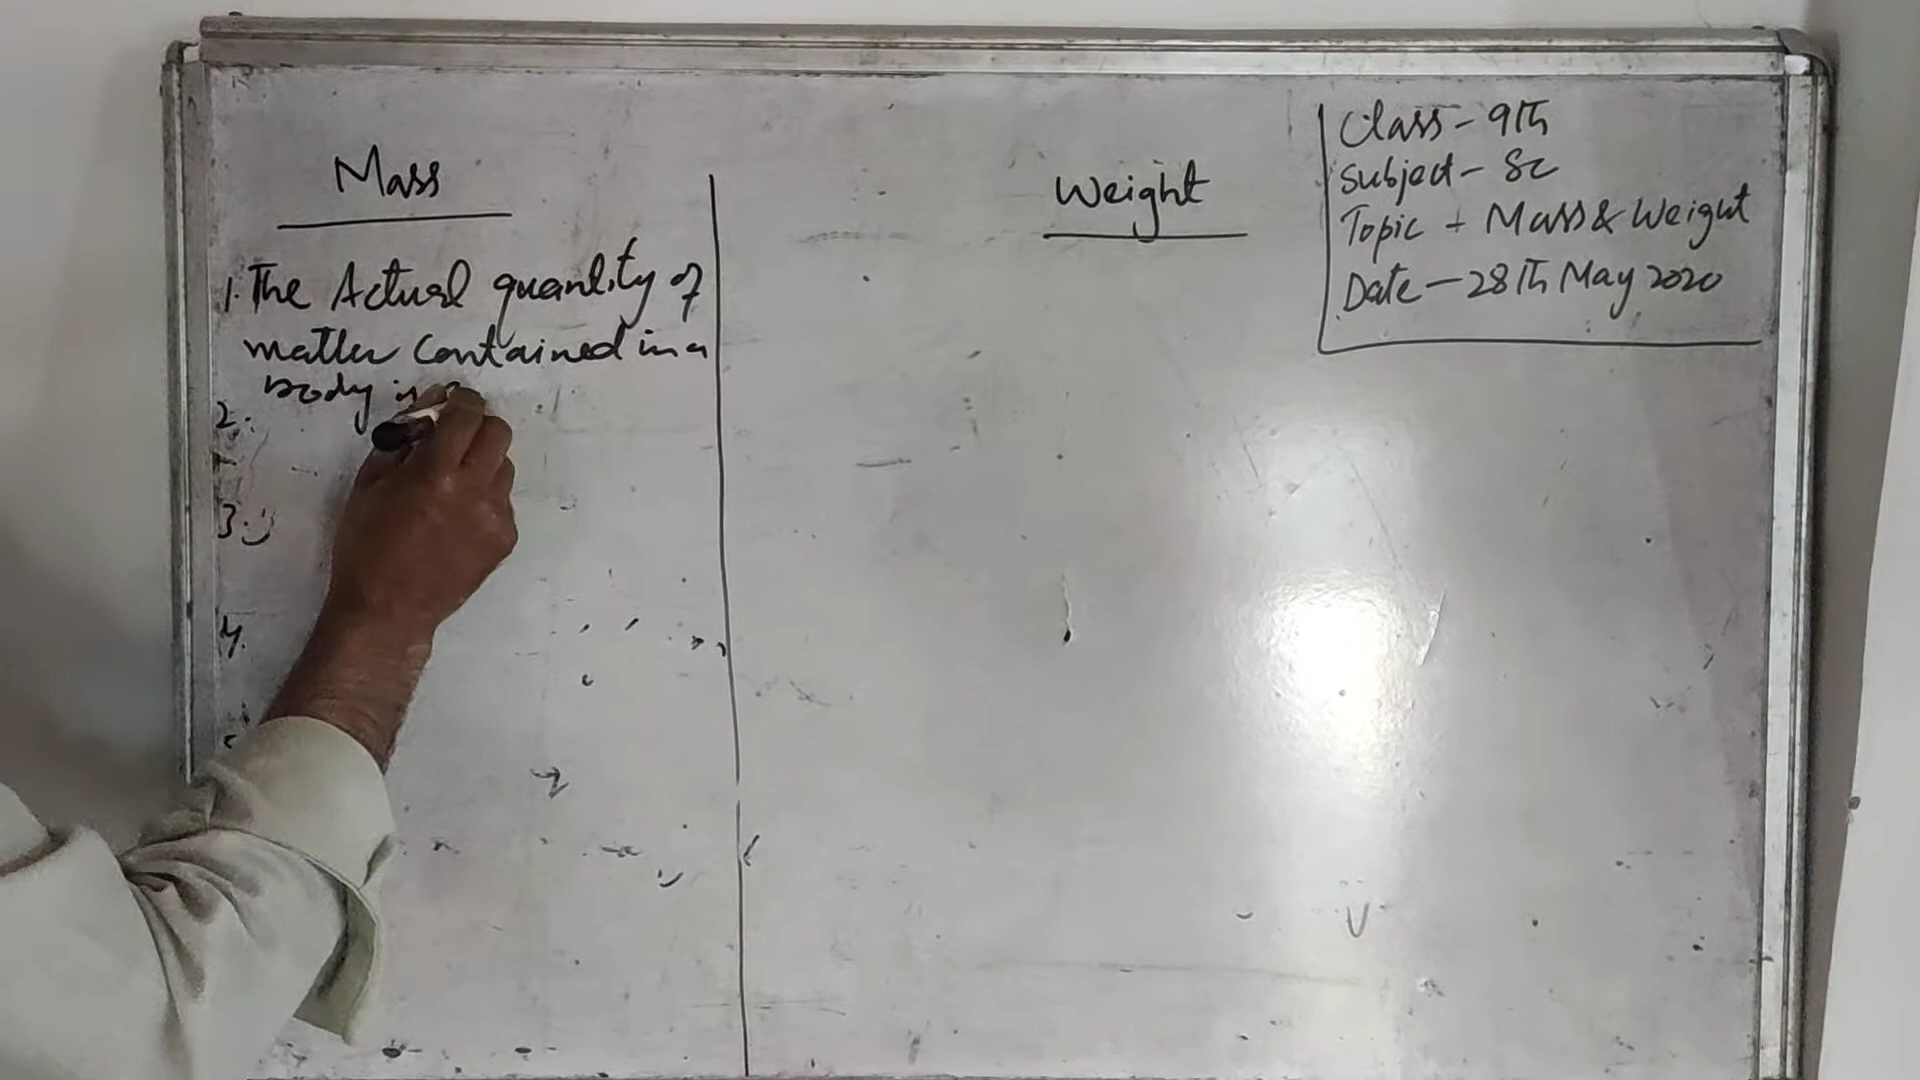 Mass
1. The Actual quantity of
matter contained in a
body is
2.
3.
4.
Weight
Class - 9th
Subject - Sc
Topic - Mass & Weight
Date - 28th May 2020